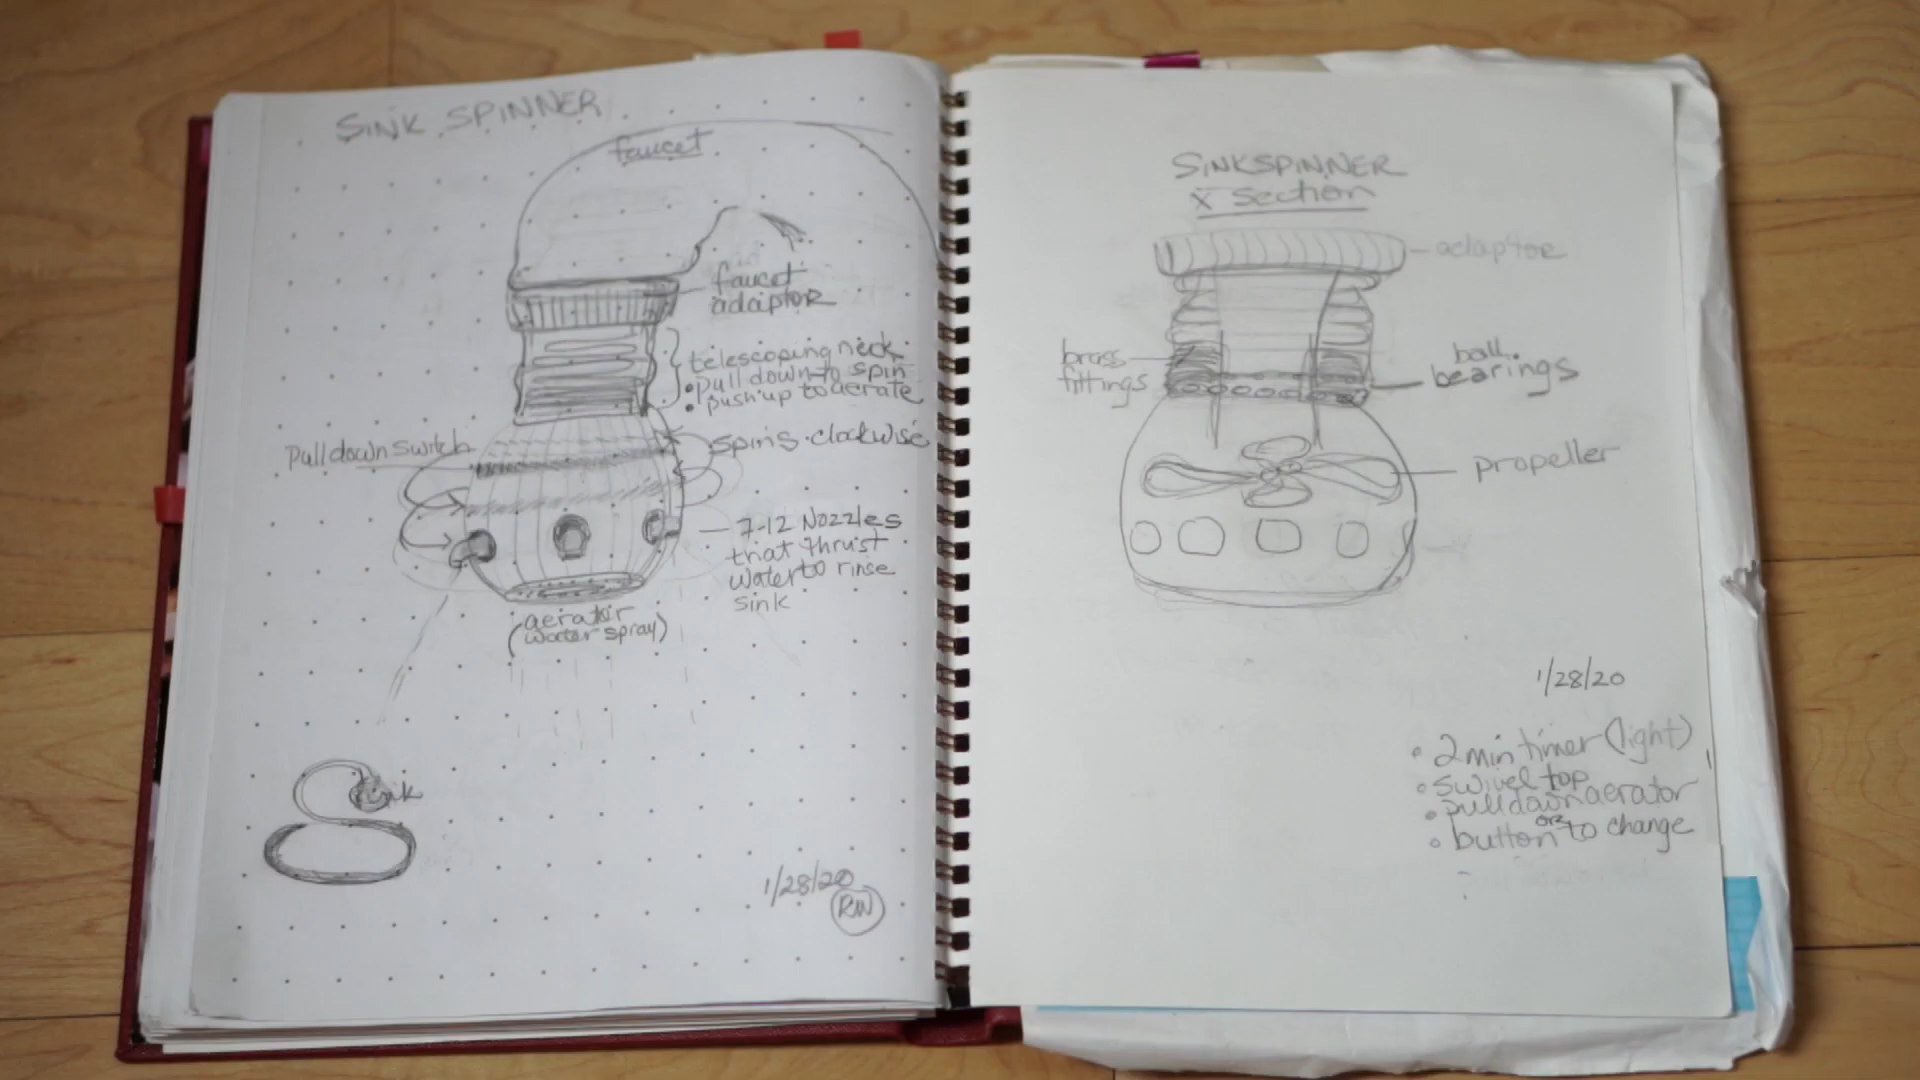 SINK SPINNER
faucet
faucet
adaptor
telescoping neck
• pull down to spin
• push up to aerate
Pull down switch
spins clockwise
7-12 Nozzles
that thrust
water to rinse
sink
aerator
(water spray)
1/28/20
RW
SINKSPINNER
X section
adaptor
brass
fittings
ball
bearings
propeller
1/28/20
• 2 min timer (light)
• swivel top
• pull down aerator
or
• button to change